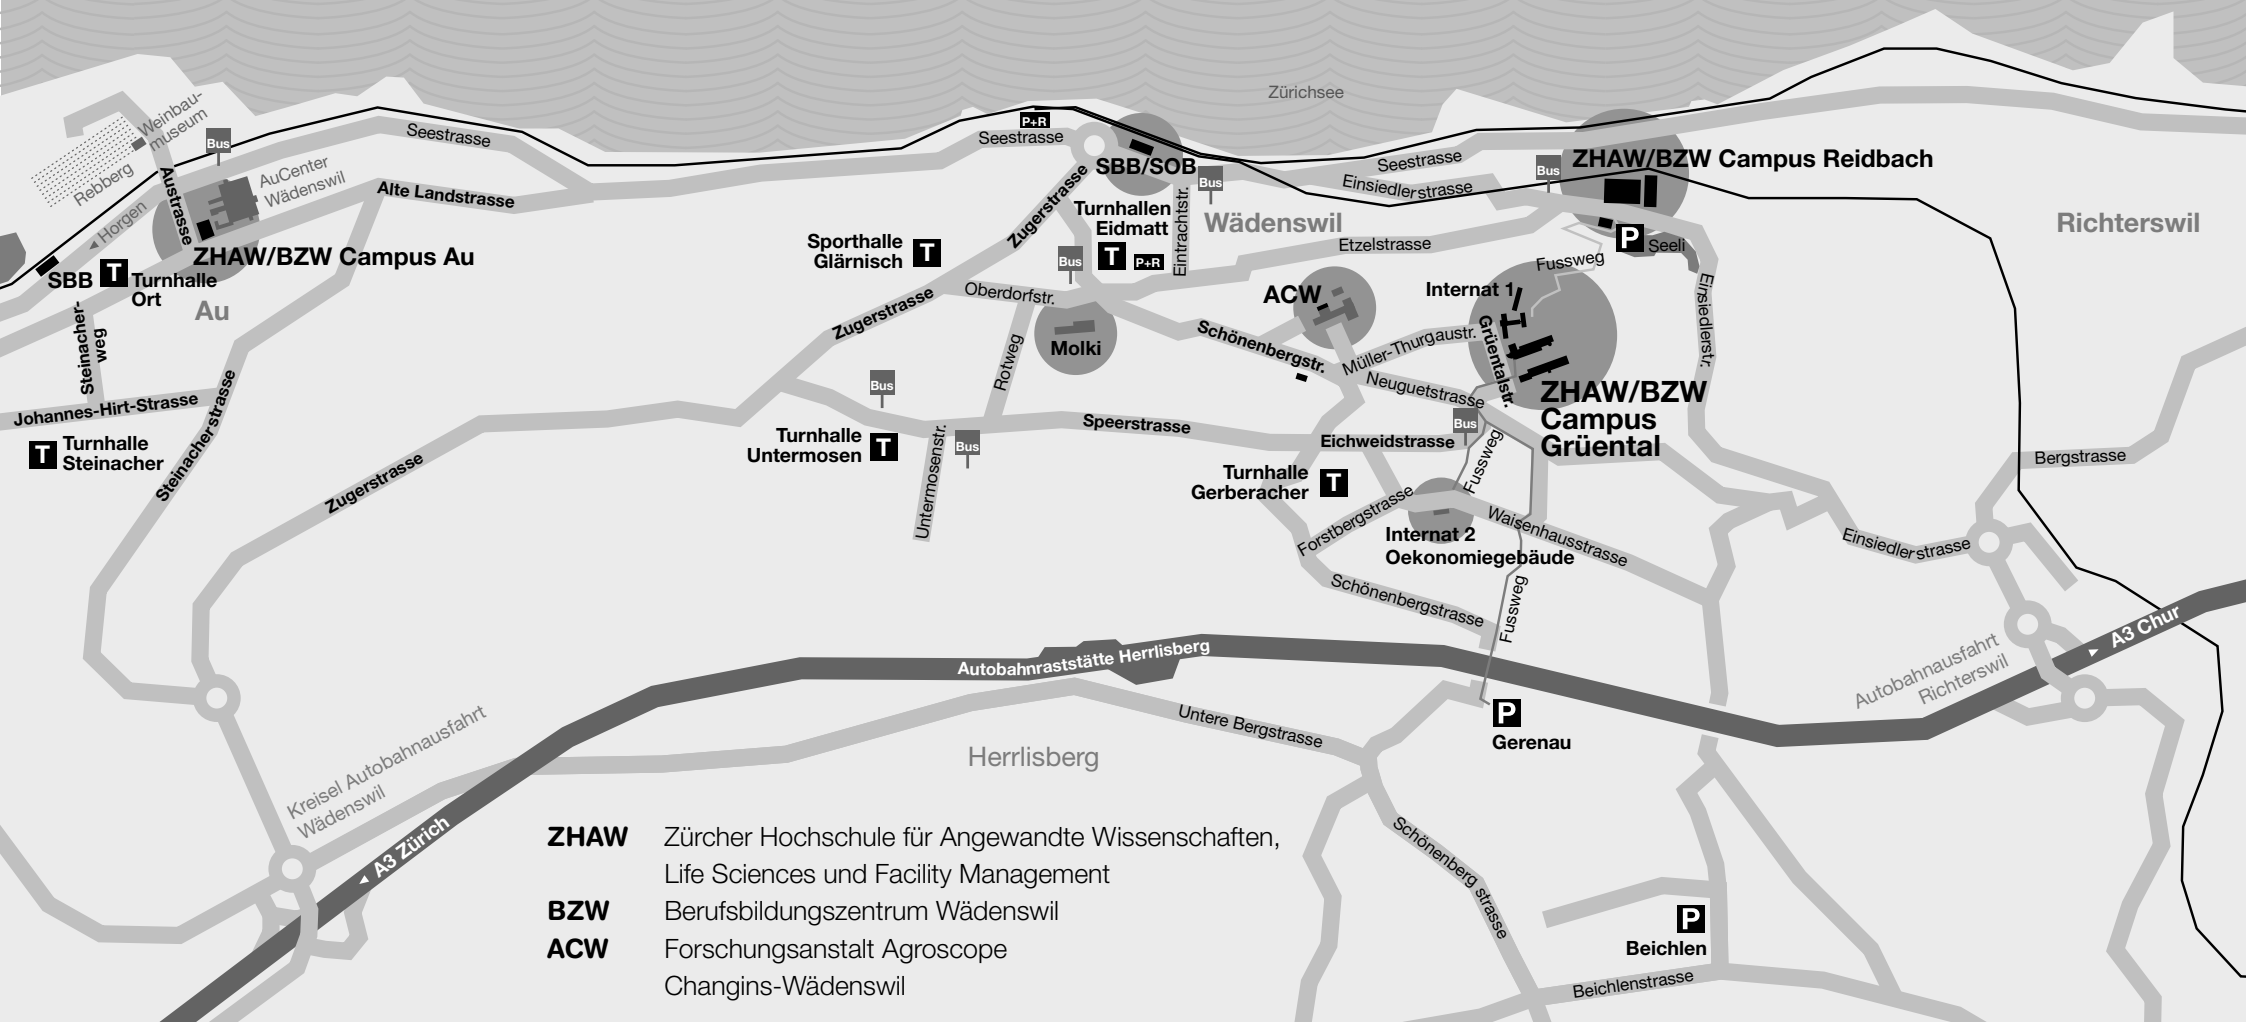 Zürichsee
Weinbau-
museum
Rebberg
Bus
AuCenter
Wädenswil
Seestrasse
Alte Landstrasse
Austrasse
◄ Horgen
ZHAW/BZW Campus Au
SBB
T
Turnhalle
Ort
Au
Steinacher-
weg
Johannes-Hirt-Strasse
T
Turnhalle
Steinacher
Steinacherstrasse
Zugerstrasse
P+R
Seestrasse
SBB/SOB
Bus
Zugerstrasse
Turnhallen
Eidmatt
T
P+R
Eintrachtstr.
Bus
Wädenswil
Sporthalle
Glärnisch
T
Zugerstrasse
Oberdorfstr.
Molki
Rotweg
Bus
Turnhalle
Untermosen
T
Untermosenstr.
Bus
Speerstrasse
Seestrasse
Einsiedlerstrasse
Etzelstrasse
Bus
ZHAW/BZW Campus Reidbach
P
Seeli
Fussweg
Richterswil
ACW
Internat 1
Schönenbergstr.
Müller-Thurgaustr.
Grüentalstr.
Neuguetstrasse
ZHAW/BZW
Campus
Grüental
Einsiedlerstr.
Bus
Eichweidstrasse
Fussweg
Turnhalle
Gerberacher
T
Forstbergstrasse
Internat 2
Oekonomiegebäude
Waisenhausstrasse
Schönenbergstrasse
Fussweg
Bergstrasse
Einsiedlerstrasse
A3 Chur
►
Autobahnausfahrt
Richterswil
Autobahnraststätte Herrlisberg
P
Gerenau
Untere Bergstrasse
Herrlisberg
Kreisel Autobahnausfahrt
Wädenswil
◄ A3 Zürich
Schönenberg strasse
P
Beichlen
Beichlenstrasse
ZHAW Zürcher Hochschule für Angewandte Wissenschaften,
Life Sciences und Facility Management
BZW Berufsbildungszentrum Wädenswil
ACW Forschungsanstalt Agroscope
Changins-Wädenswil